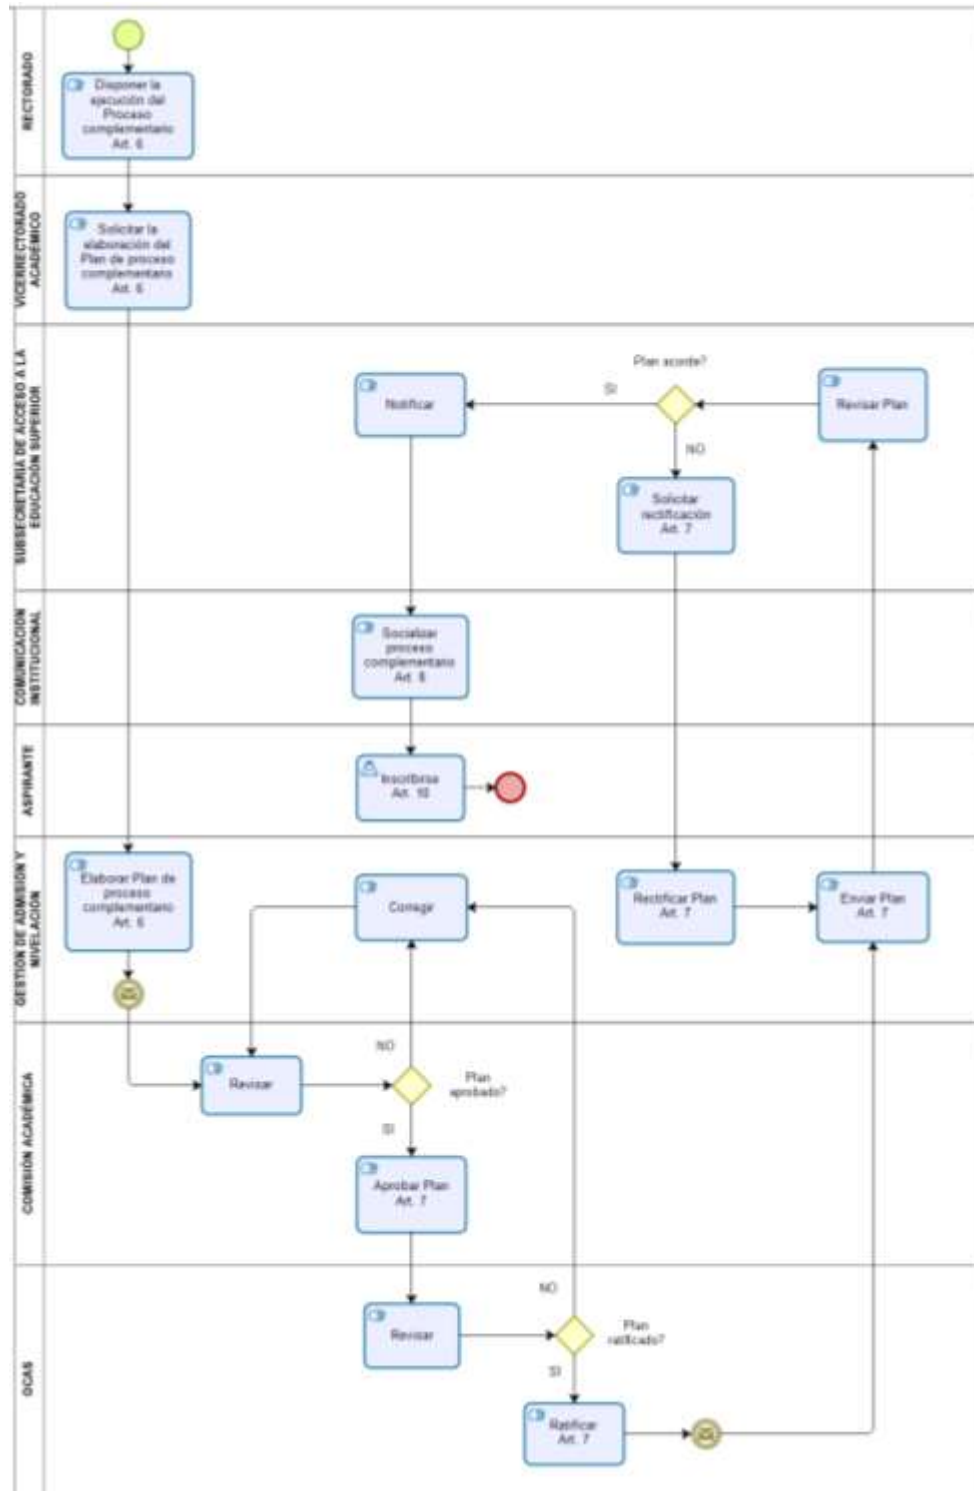 RECTORADO
Disponer la
ejecución del
Proceso
complementario
Art. 6
VICERRECTORADO
ACADÉMICO
Solicitar la
elaboración del
Plan de proceso
complementario
Art. 6
SUBSECRETARIA DE ACCESO A LA
EDUCACIÓN SUPERIOR
Notificar
SI
Plan acorde?
NO
Revisar Plan
Solicitar
rectificación
Art. 7
COMUNICACIÓN
INSTITUCIONAL
Socializar
proceso
complementario
Art. 8
ASPIRANTE
Inscribirse
Art. 10
GESTION DE ADMISION Y
NIVELACIÓN
Elaborar Plan de
proceso
complementario
Art. 6
Corregir
Rectificar Plan
Art. 7
Enviar Plan
Art. 7
COMISIÓN ACADÉMICA
Revisar
NO
Plan
aprobado?
SI
Aprobar Plan
Art. 7
OCAS
Revisar
NO
Plan
ratificado?
SI
Ratificar
Art. 7